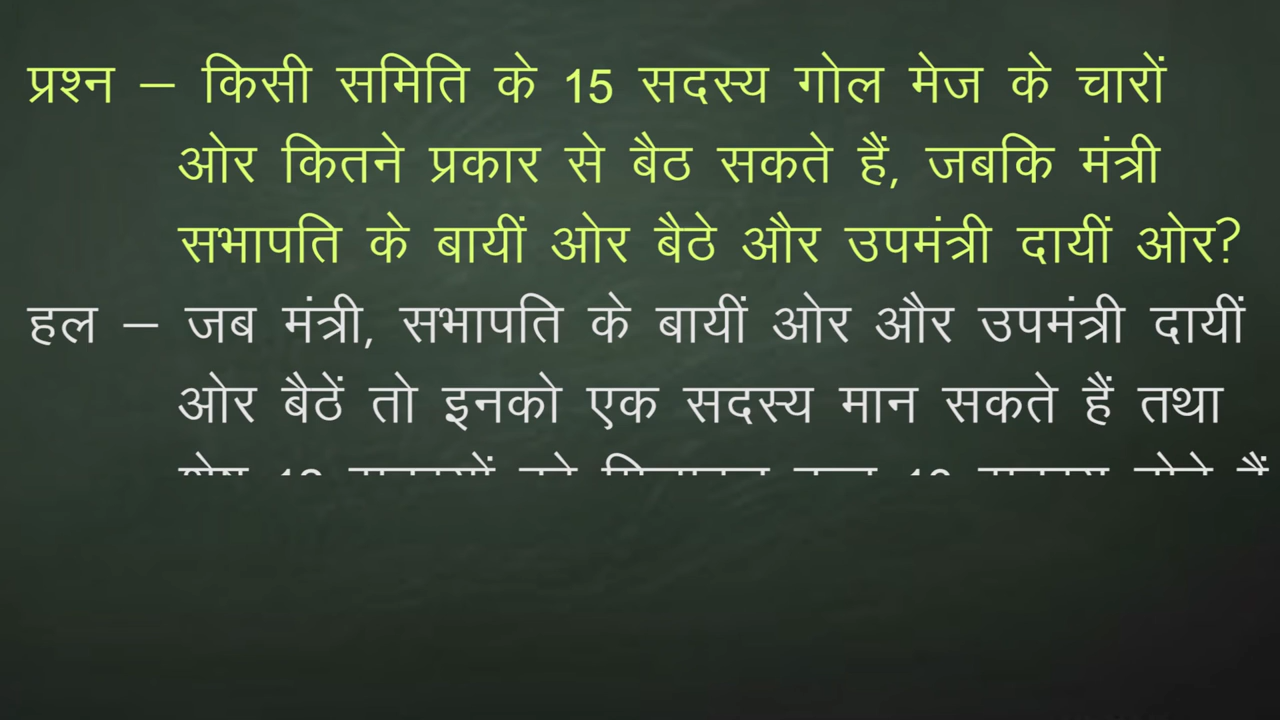 प्रश्न – किसी समिति के 15 सदस्य गोल मेज के चारों
ओर कितने प्रकार से बैठ सकते हैं, जबकि मंत्री
सभापति के बायीं ओर बैठे और उपमंत्री दायीं ओर?
हल – जब मंत्री, सभापति के बायीं ओर और उपमंत्री दायीं
ओर बैठें तो इनको एक सदस्य मान सकते हैं तथा